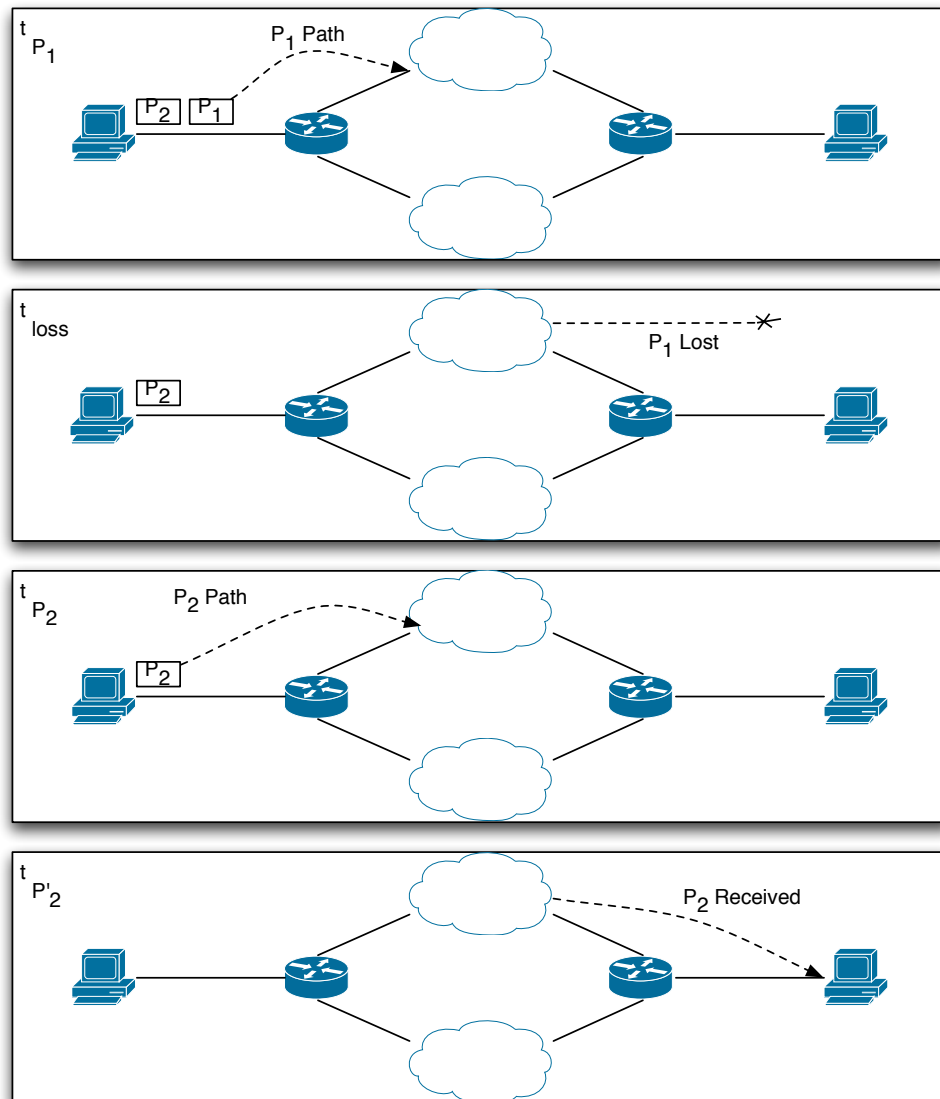 t P1
P1 Path
P2 P1
t loss
P1 Lost
P2
t P2
P2 Path
P2
t P'2
P2 Received